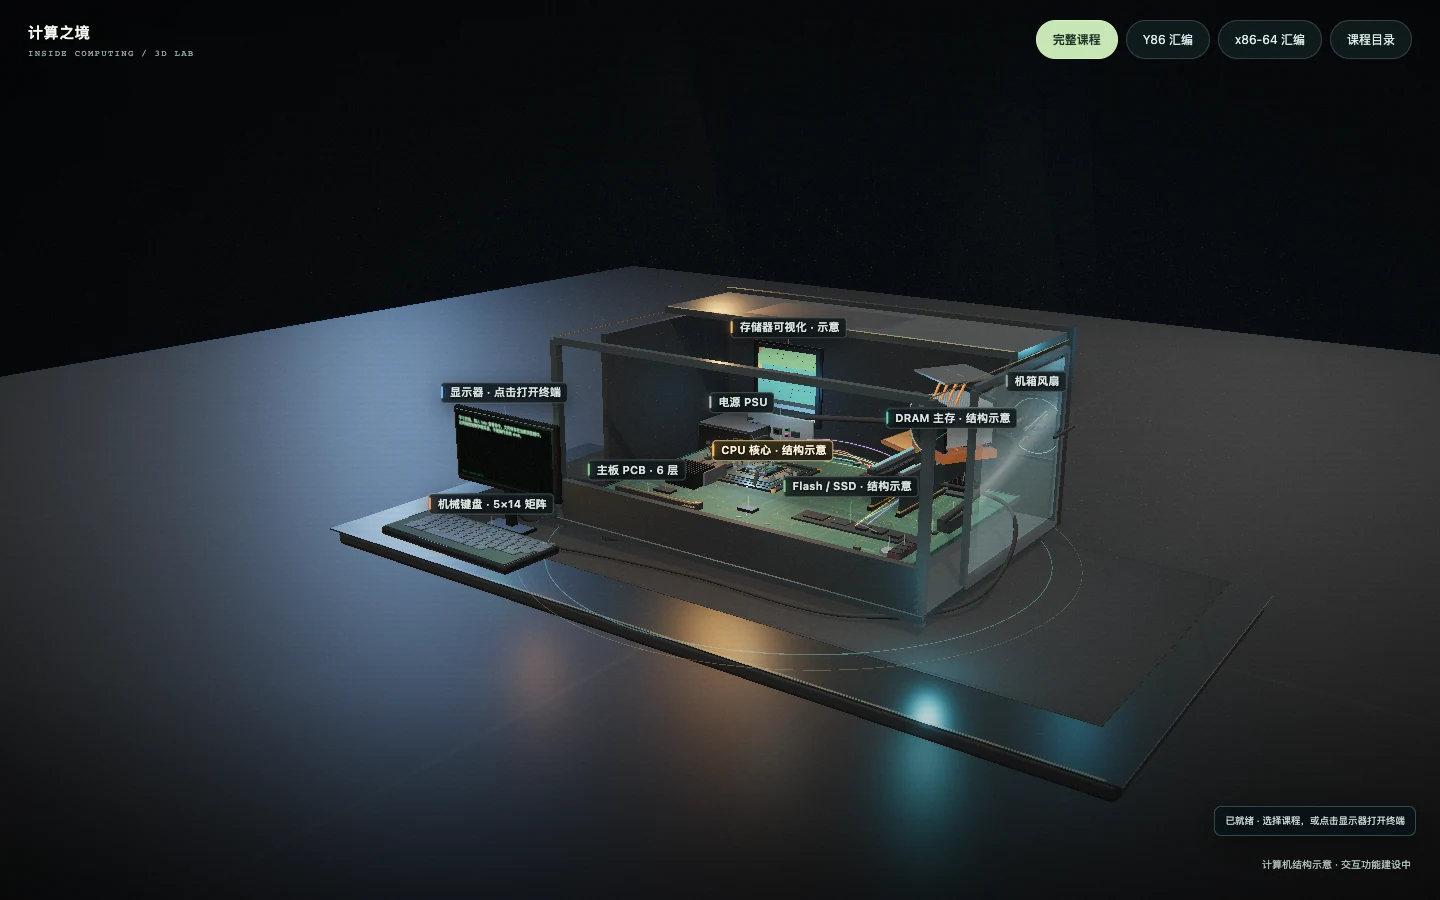 计算之境
INSIDE COMPUTING / 3D LAB
完整课程
Y86 汇编
x86-64 汇编
课程目录
存储器可视化 · 示意
机箱风扇
显示器 · 点击打开终端
电源 PSU
DRAM 主存 · 结构示意
CPU 核心 · 结构示意
主板 PCB · 6 层
Flash / SSD · 结构示意
机械键盘 · 5×14 矩阵
已就绪 · 选择课程，或点击显示器打开终端
计算机结构示意 · 交互功能建设中